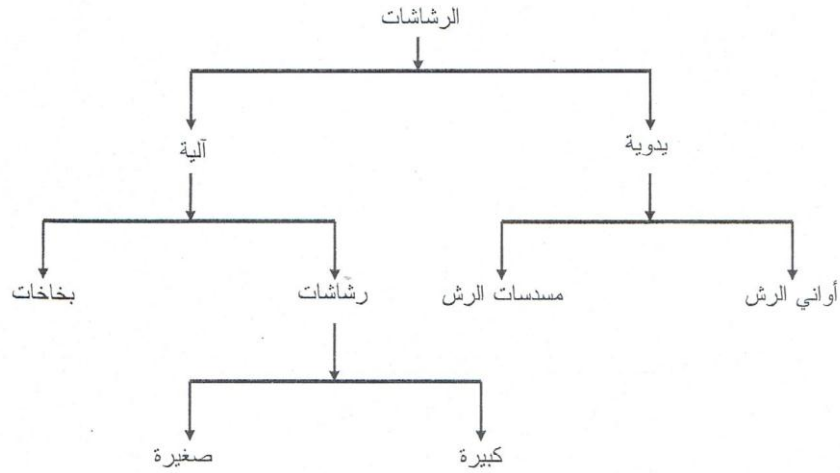 الرشاشات
يدوية
آلية
أواني الرش
مسدسات الرش
رشاشات
بخاخات
كبيرة
صغيرة